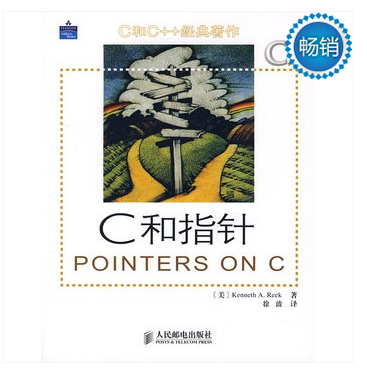 C和C++经典著作
畅销
C和指针
POINTERS ON C
〔美〕Kenneth A. Reek 著
徐波 译
人民邮电出版社
POSTS & TELECOM PRESS